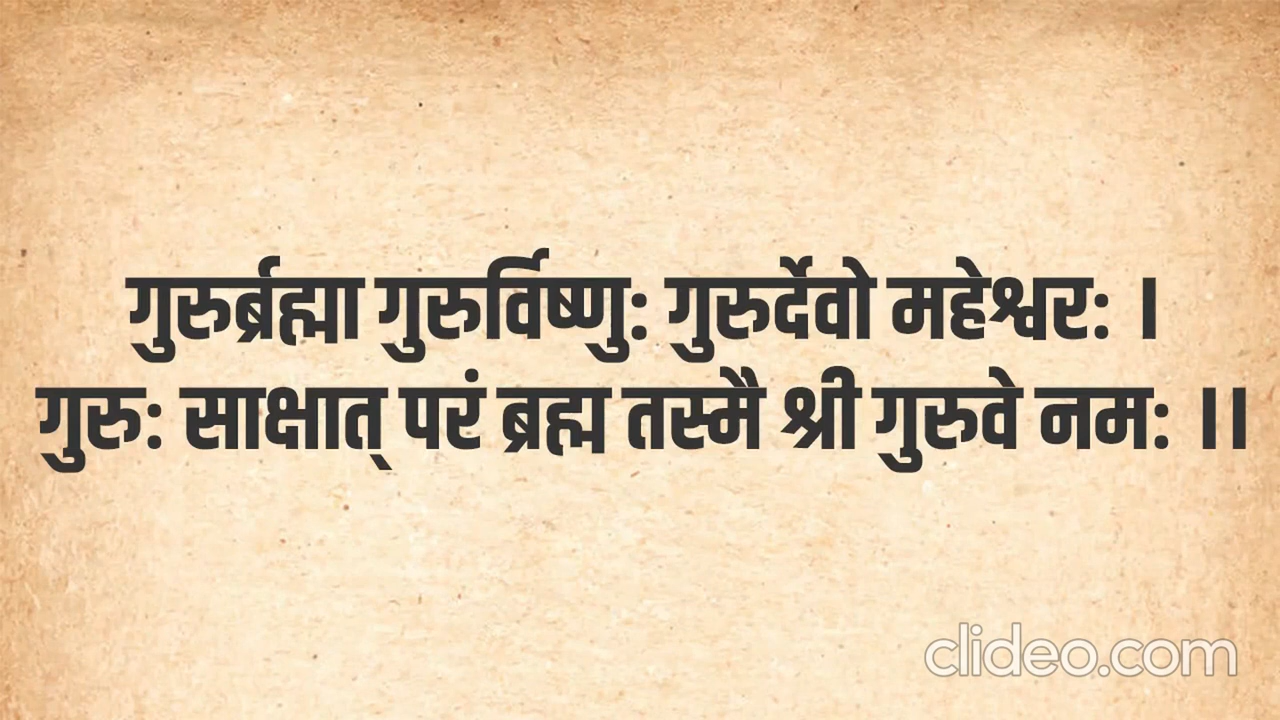 गुरुर्ब्रह्मा गुरुर्विष्णु: गुरुर्देवो महेश्वर: ।
गुरु: साक्षात् परं ब्रह्म तस्मै श्री गुरुवे नम: ।।
clideo.com